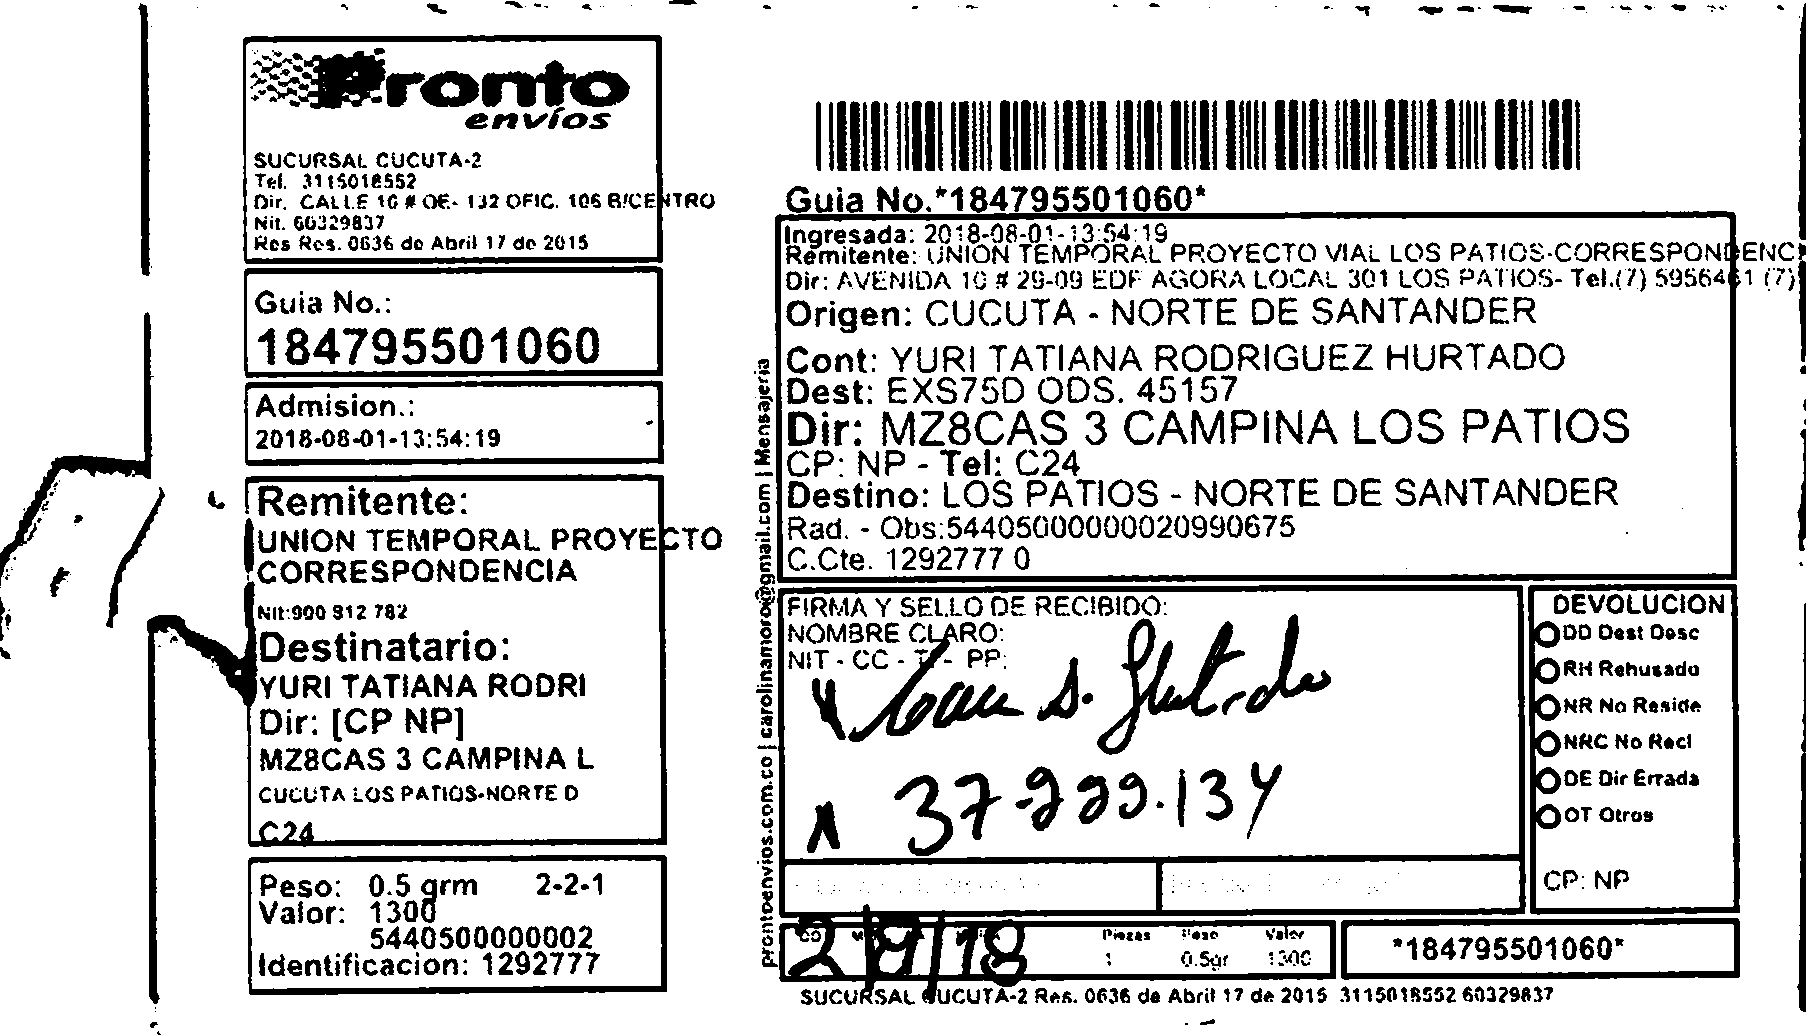 Pronto
envíos
SUCURSAL CUCUTA-2
Tel. 3115018552
Dir. CALLE 10 # OE- 132 OFIC. 106 B/CENTRO
Nit. 60329837
Res Res. 0636 de Abril 17 de 2015
Guia No.:
184795501060
Admision.:
2018-08-01-13:54:19
Remitente:
UNION TEMPORAL PROYECTO
CORRESPONDENCIA
Nit:900 912 782
Destinatario:
YURI TATIANA RODRI
Dir: [CP NP]
MZ8CAS 3 CAMPINA L
CUCUTA LOS PATIOS-NORTE D
C24
Peso: 0.5 grm 2-2-1
Valor: 1300
5440500000002
Identificacion: 1292777
prontoenvios.com.co | carolinamoro@gmail.com | Mensajeria
Guia No.*184795501060*
Ingresada: 2018-08-01-13:54:19
Remitente: UNION TEMPORAL PROYECTO VIAL LOS PATIOS-CORRESPONDENC
Dir: AVENIDA 10 # 29-09 EDF AGORA LOCAL 301 LOS PATIOS- Tel.(7) 5956461 (7)
Origen: CUCUTA - NORTE DE SANTANDER
Cont: YURI TATIANA RODRIGUEZ HURTADO
Dest: EXS75D ODS. 45157
Dir: MZ8CAS 3 CAMPINA LOS PATIOS
CP: NP - Tel: C24
Destino: LOS PATIOS - NORTE DE SANTANDER
Rad. - Obs:54405000000020990675
C.Cte. 1292777 0
FIRMA Y SELLO DE RECIBIDO:
NOMBRE CLARO:
NIT - CC - TI - PP:
DEVOLUCION
DD Dest Desc
RH Rehusado
NR No Reside
NRC No Recl
DE Dir Errada
OT Otros
CP: NP
Piezas Peso Valor
1 0.5gr 1300
*184795501060*
SUCURSAL CUCUTA-2 Res. 0636 de Abril 17 de 2015 3115018552 60329837